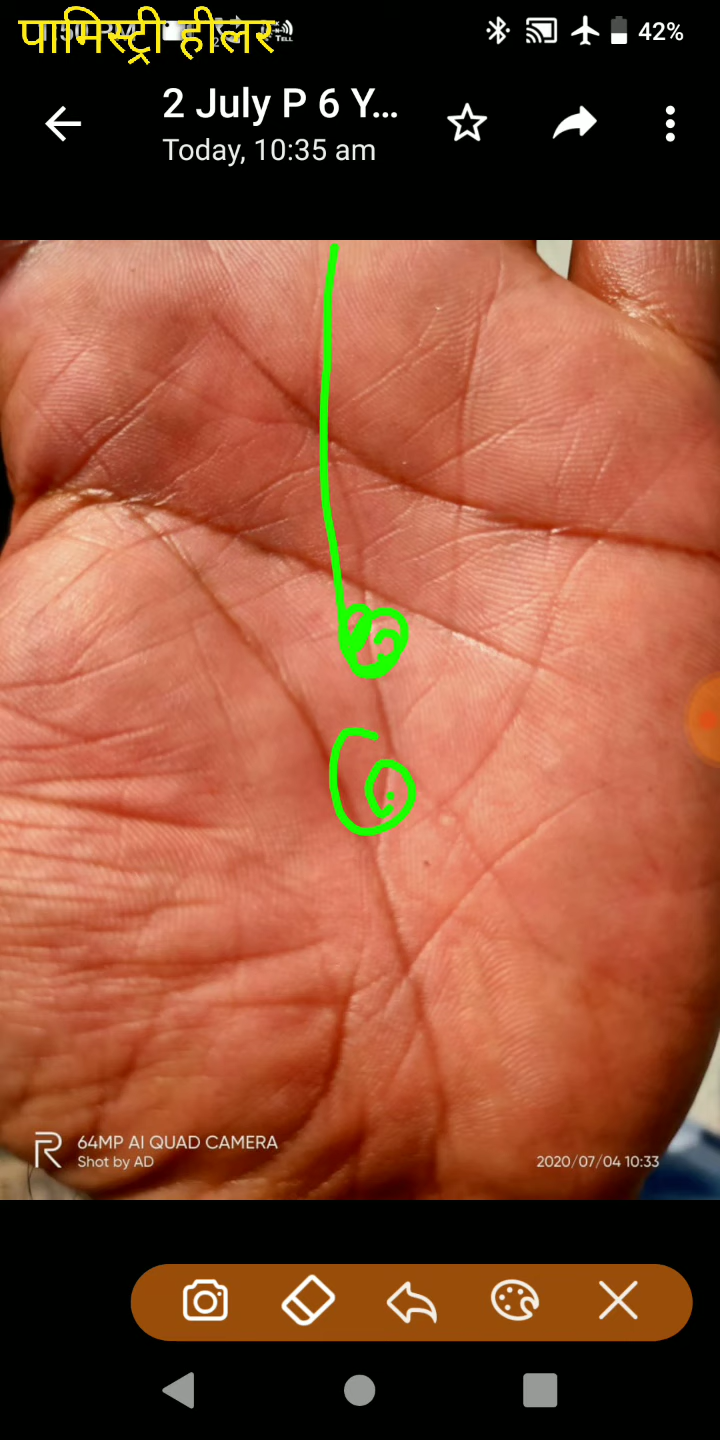 पामिस्ट्री हीलर
42%
2 July P 6 Y...
Today, 10:35 am
64MP AI QUAD CAMERA
Shot by AD
2020/07/04 10:33